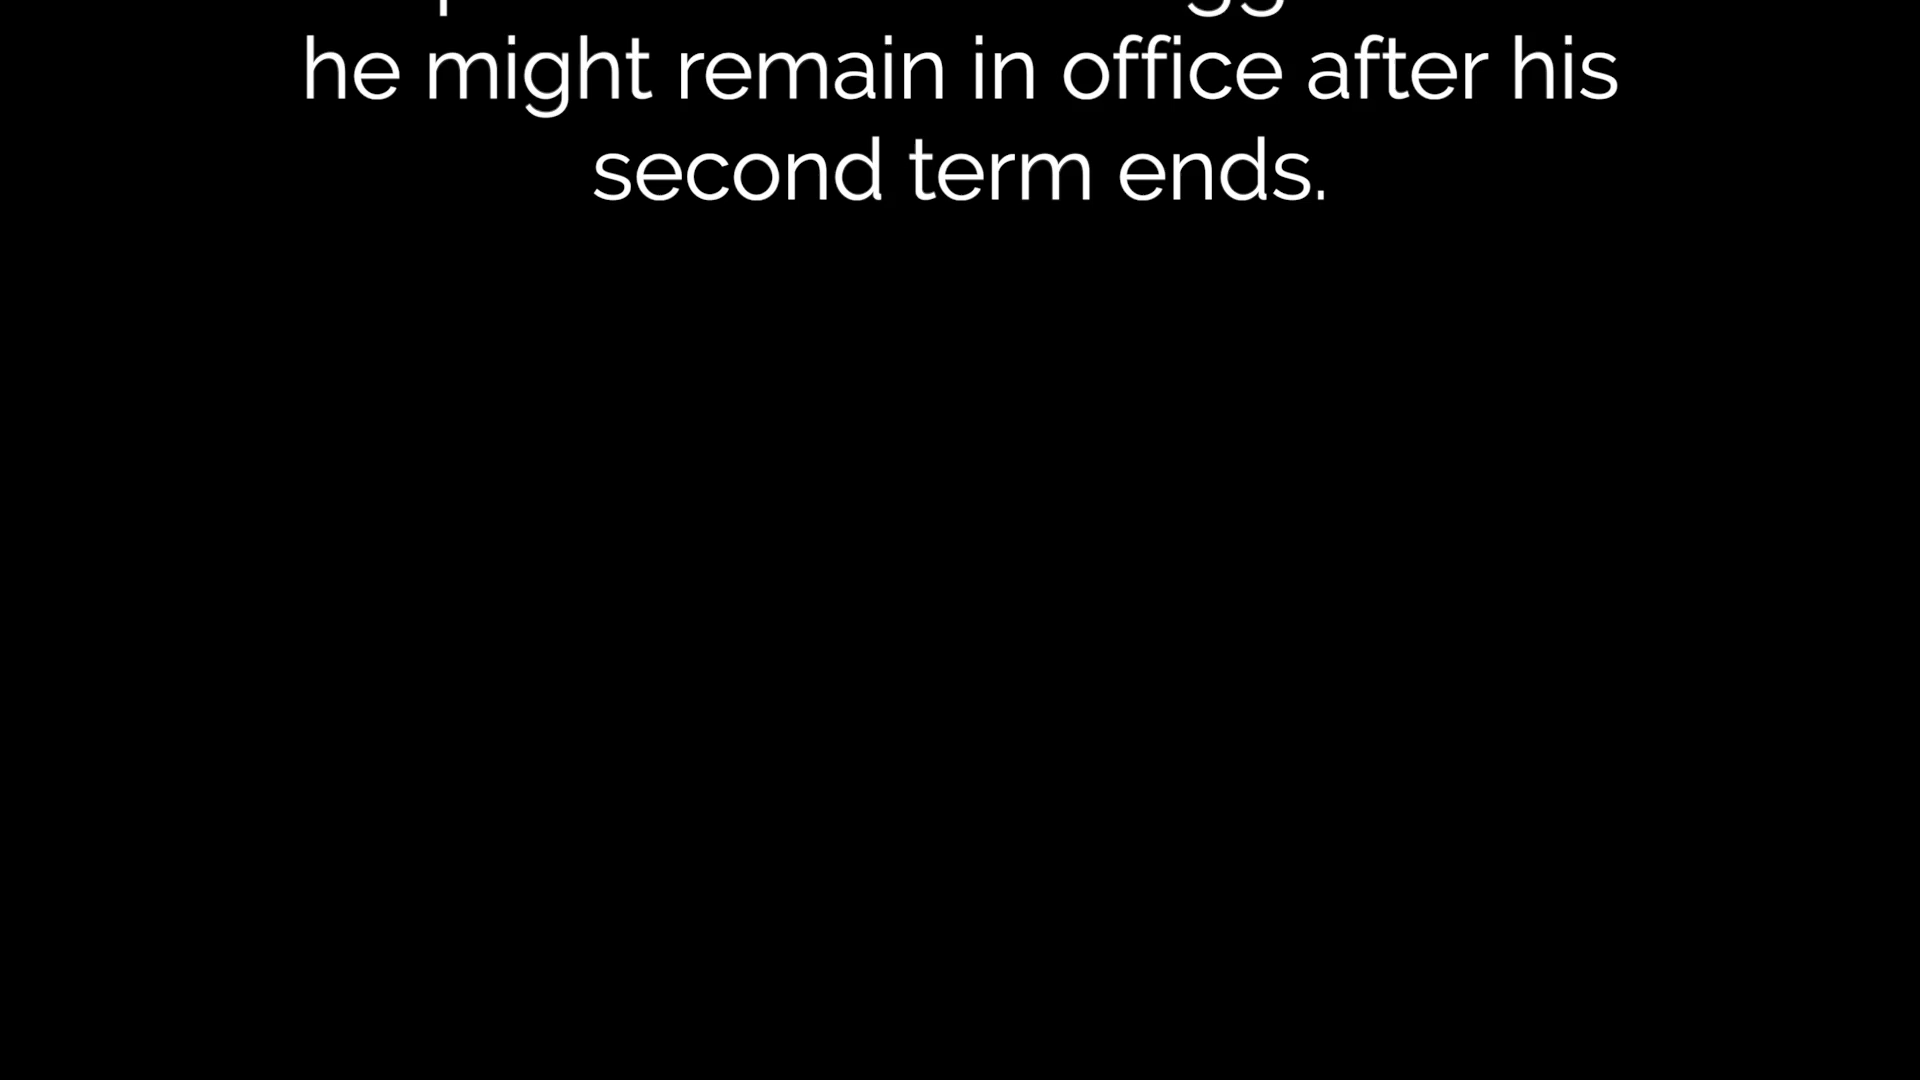 he might remain in office after his
second term ends.